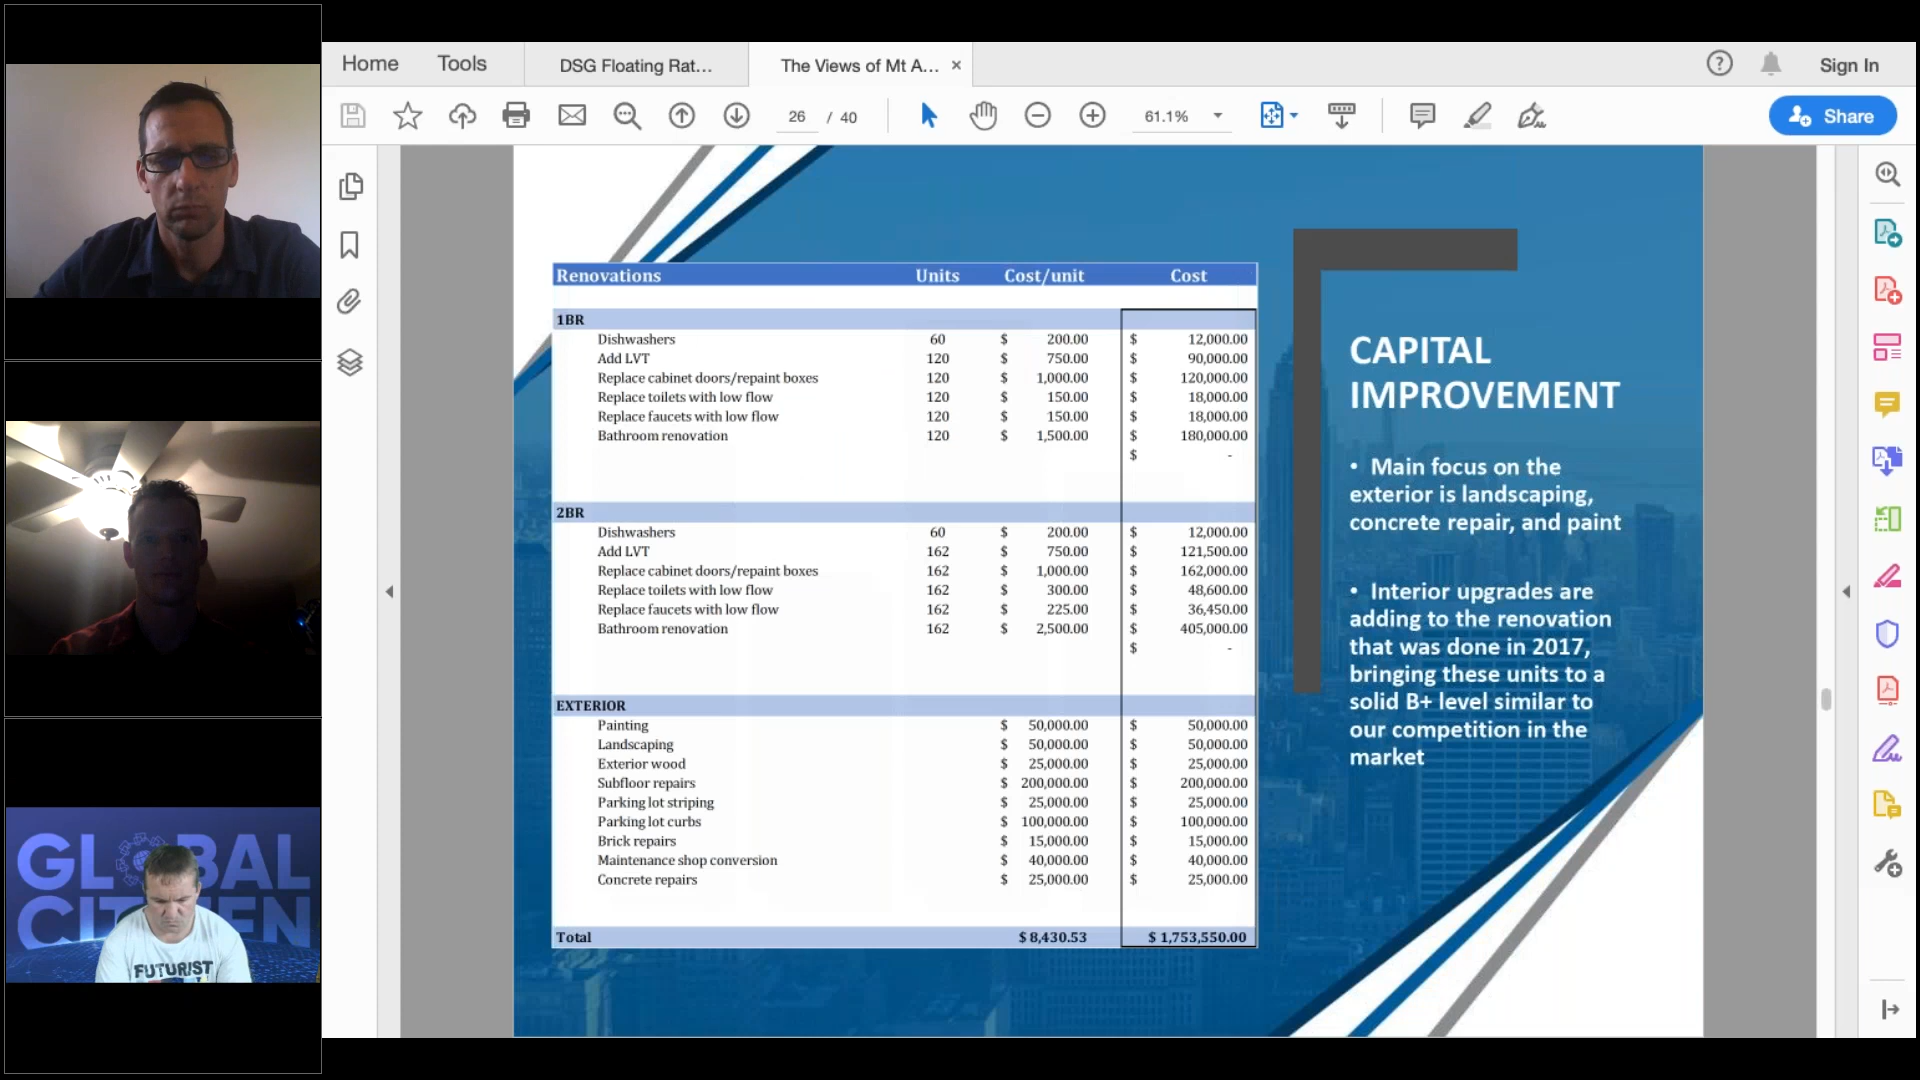 Home Tools DSG Floating Rat... The Views of Mt A... × Sign In
26 / 40 61.1% Share
Renovations Units Cost/unit Cost
1BR
Dishwashers 60 $ 200.00 $ 12,000.00
Add LVT 120 $ 750.00 $ 90,000.00
Replace cabinet doors/repaint boxes 120 $ 1,000.00 $ 120,000.00
Replace toilets with low flow 120 $ 150.00 $ 18,000.00
Replace faucets with low flow 120 $ 150.00 $ 18,000.00
Bathroom renovation 120 $ 1,500.00 $ 180,000.00
$ -
2BR
Dishwashers 60 $ 200.00 $ 12,000.00
Add LVT 162 $ 750.00 $ 121,500.00
Replace cabinet doors/repaint boxes 162 $ 1,000.00 $ 162,000.00
Replace toilets with low flow 162 $ 300.00 $ 48,600.00
Replace faucets with low flow 162 $ 225.00 $ 36,450.00
Bathroom renovation 162 $ 2,500.00 $ 405,000.00
$ -
EXTERIOR
Painting $ 50,000.00 $ 50,000.00
Landscaping $ 50,000.00 $ 50,000.00
Exterior wood $ 25,000.00 $ 25,000.00
Subfloor repairs $ 200,000.00 $ 200,000.00
Parking lot striping $ 25,000.00 $ 25,000.00
Parking lot curbs $ 100,000.00 $ 100,000.00
Brick repairs $ 15,000.00 $ 15,000.00
Maintenance shop conversion $ 40,000.00 $ 40,000.00
Concrete repairs $ 25,000.00 $ 25,000.00
Total $ 8,430.53 $ 1,753,550.00
CAPITAL
IMPROVEMENT
• Main focus on the
exterior is landscaping,
concrete repair, and paint
• Interior upgrades are
adding to the renovation
that was done in 2017,
bringing these units to a
solid B+ level similar to
our competition in the
market
GL BAL
CIT EN
FUTURIST